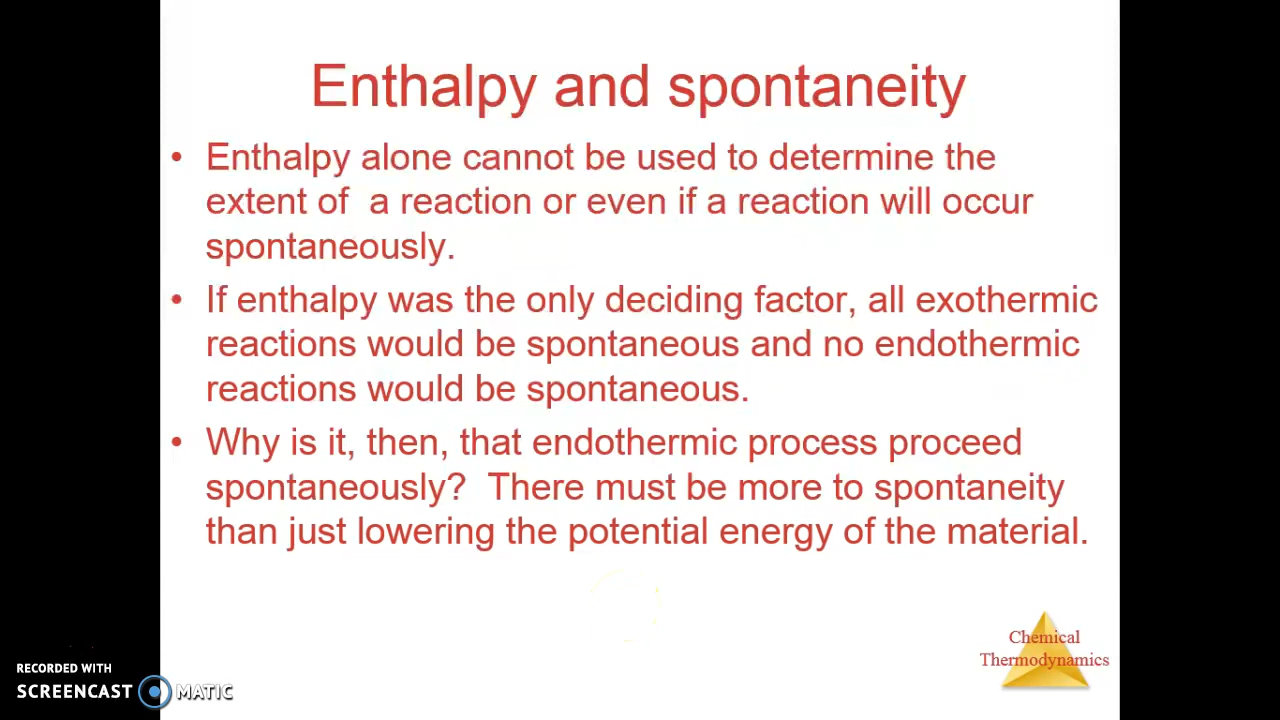 Enthalpy and spontaneity
• Enthalpy alone cannot be used to determine the
extent of  a reaction or even if a reaction will occur
spontaneously.
• If enthalpy was the only deciding factor, all exothermic
reactions would be spontaneous and no endothermic
reactions would be spontaneous.
• Why is it, then, that endothermic process proceed
spontaneously?  There must be more to spontaneity
than just lowering the potential energy of the material.
Chemical
Thermodynamics
RECORDED WITH
SCREENCAST MATIC